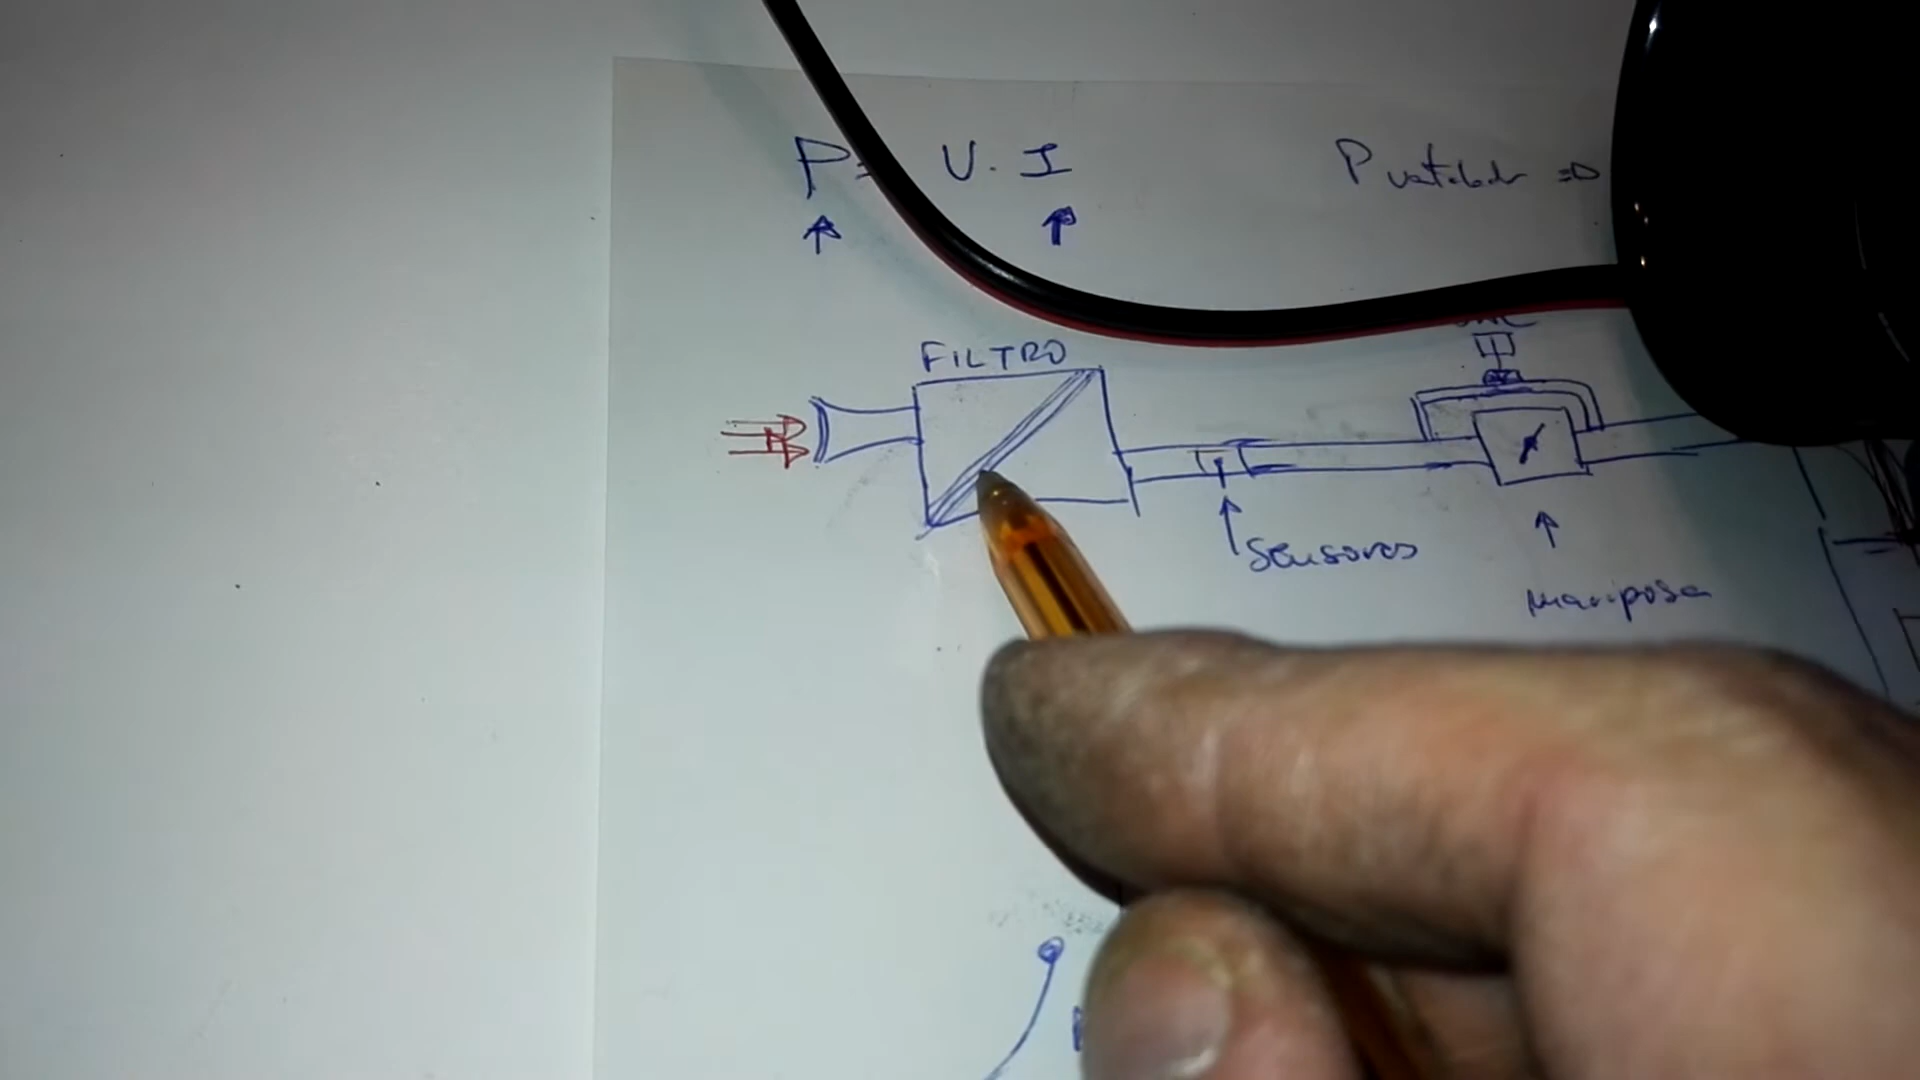 P= U.I
P =D
FILTRO
Sensores
mariposa